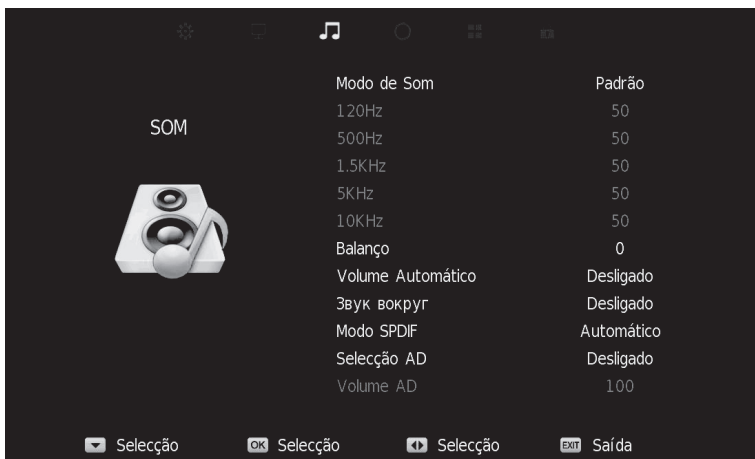 SOM
Modo de Som Padrão
120Hz 50
500Hz 50
1.5KHz 50
5KHz 50
10KHz 50
Balanço 0
Volume Automático Desligado
Звук вокруг Desligado
Modo SPDIF Automático
Selecção AD Desligado
Volume AD 100
Selecção OK Selecção Selecção EXIT Saída